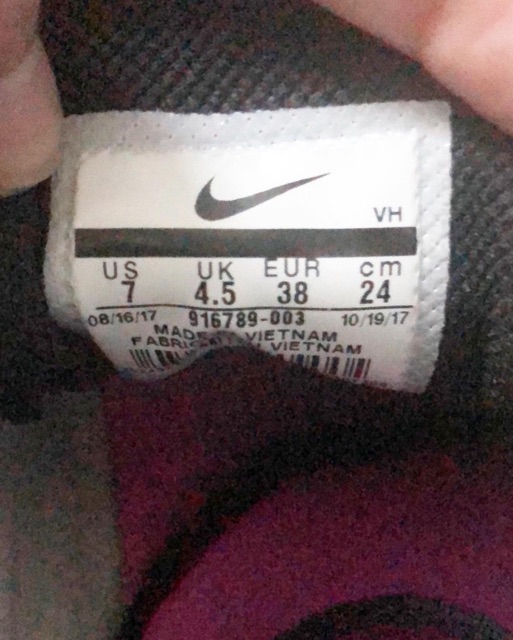 VH
US UK EUR cm
7 4.5 38 24
08/16/17 916789-003 10/19/17
MADE VIETNAM
VIETNAM